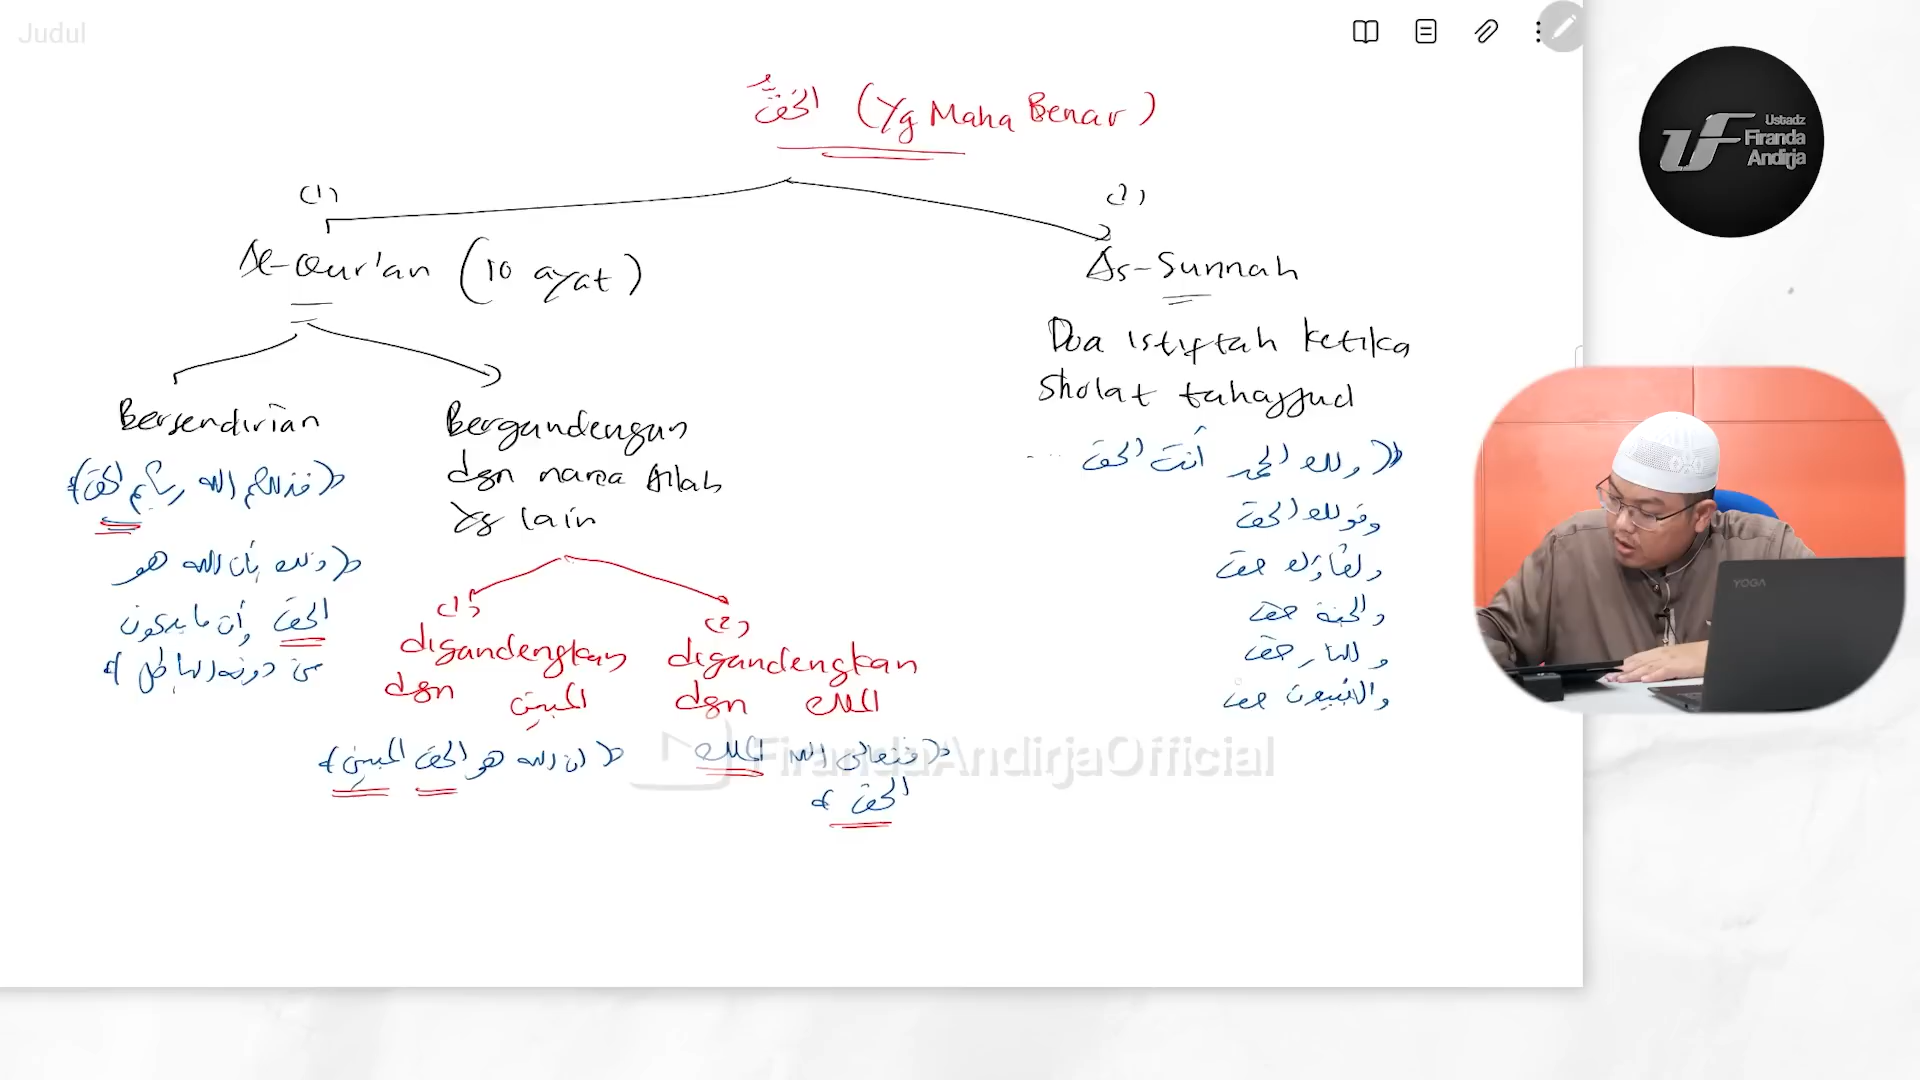 Judul
الحق (Yg Maha Benar)
(1)
Al-Qur'an (10 ayat)
Bersendirian
﴿فذلكم الله ربكم الحق﴾
﴿ذلك بأن الله هو
الحق وأن ما يدعون
من دونه الباطل﴾
Bergandengan
dgn nama Allah
Yg lain
(1)
digandengkan
dgn المبين
﴿ان الله هو الحق المبين﴾
(2)
digandengkan
dgn الملك
﴿فتعالى الله الملك
الحق﴾
(2)
As-Sunnah
Doa istiftah ketika
Sholat tahajjud
((ولك الحمد أنت الحق ...
وقولك الحق
ولقاؤك حق
والجنة حق
والنار حق
والنبيون حق
Ustadz
Firanda
Andirja
YOGA
FirandaAndirjaOfficial